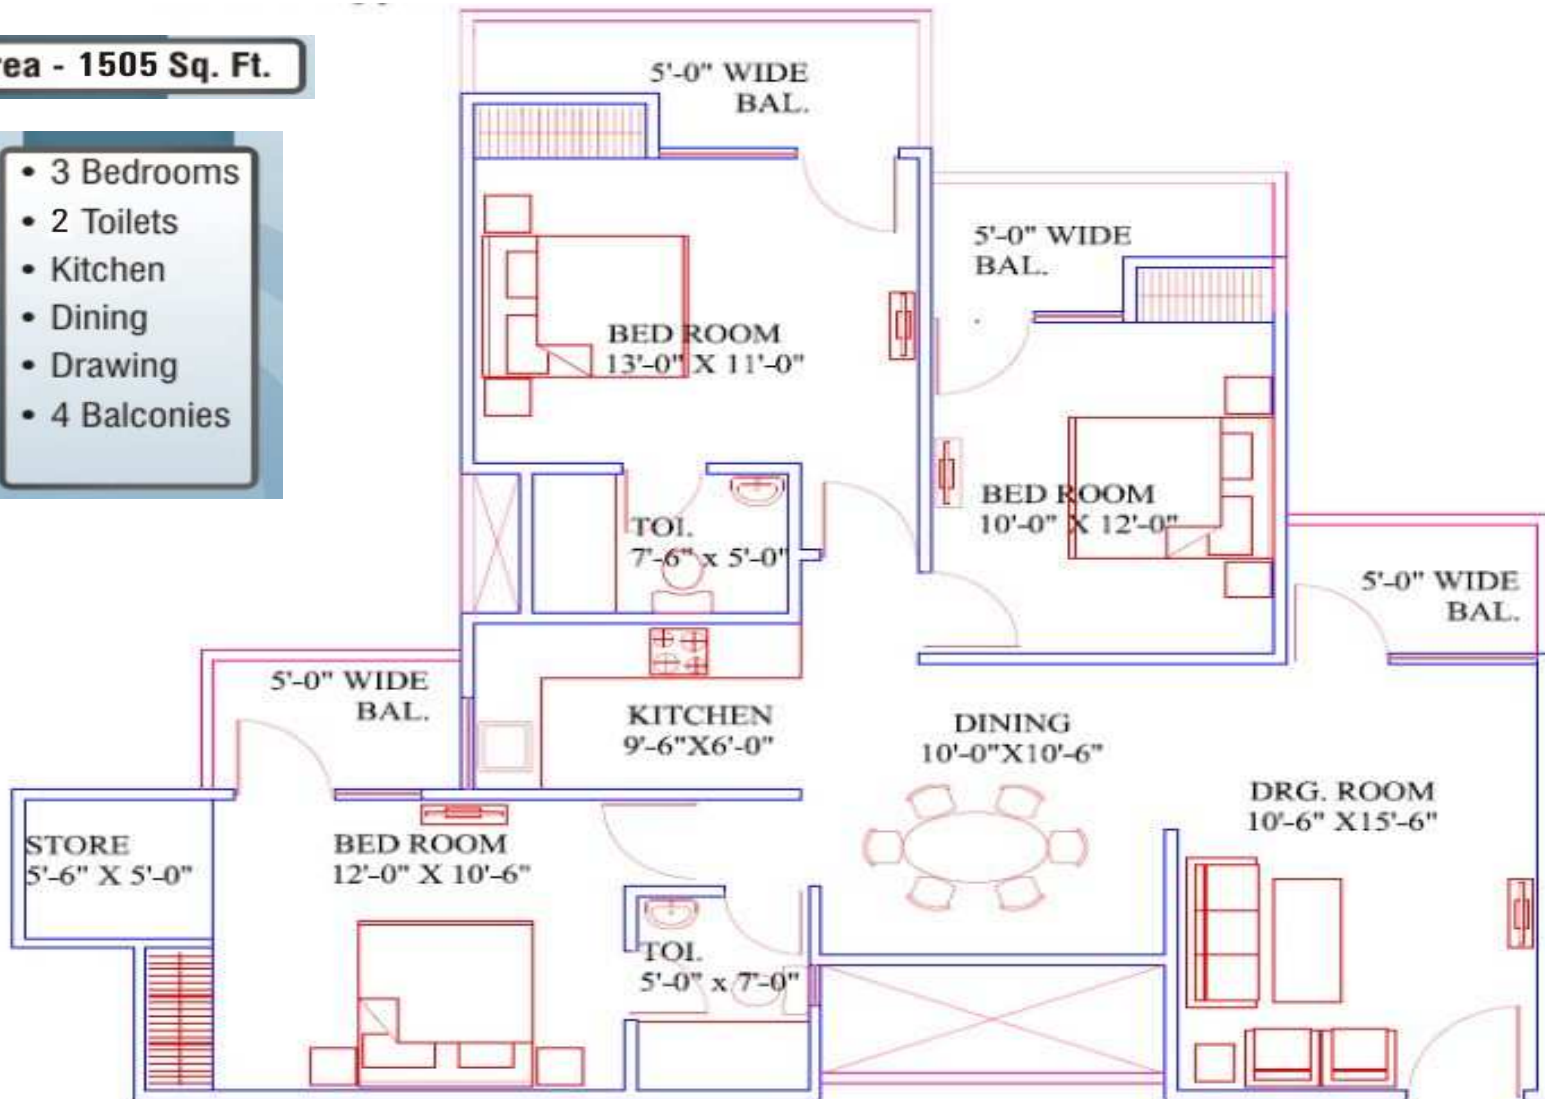 rea - 1505 Sq. Ft.
• 3 Bedrooms
• 2 Toilets
• Kitchen
• Dining
• Drawing
• 4 Balconies
5'-0" WIDE
BAL.
5'-0" WIDE
BAL.
BED ROOM
13'-0" X 11'-0"
BED ROOM
10'-0" X 12'-0"
TOI.
7'-6" x 5'-0"
5'-0" WIDE
BAL.
5'-0" WIDE
BAL.
KITCHEN
9'-6"X6'-0"
DINING
10'-0"X10'-6"
DRG. ROOM
10'-6" X15'-6"
STORE
5'-6" X 5'-0"
BED ROOM
12'-0" X 10'-6"
TOI.
5'-0" x 7'-0"